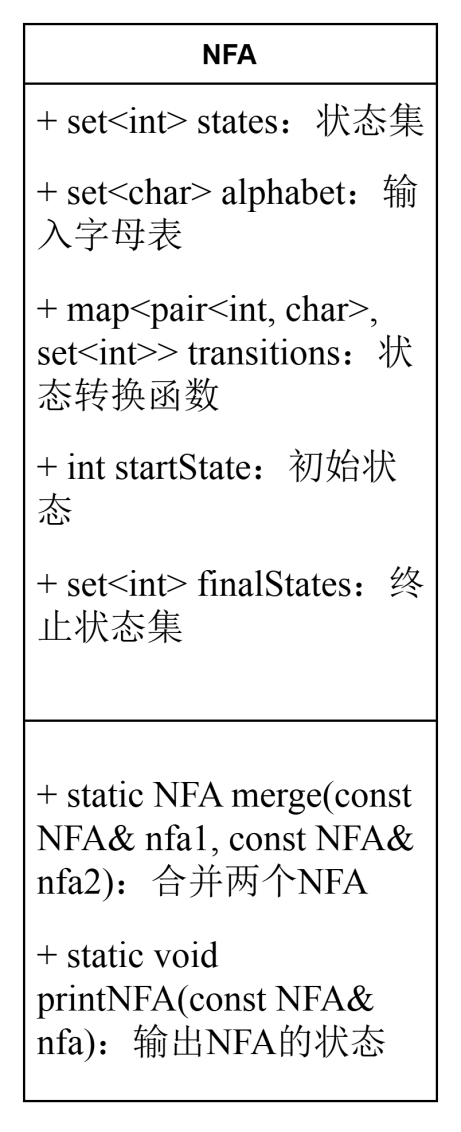 NFA
+ set<int> states：状态集
+ set<char> alphabet：输
入字母表
+ map<pair<int, char>,
set<int>> transitions：状
态转换函数
+ int startState：初始状
态
+ set<int> finalStates：终
止状态集
+ static NFA merge(const
NFA& nfa1, const NFA&
nfa2)：合并两个NFA
+ static void
printNFA(const NFA&
nfa)：输出NFA的状态